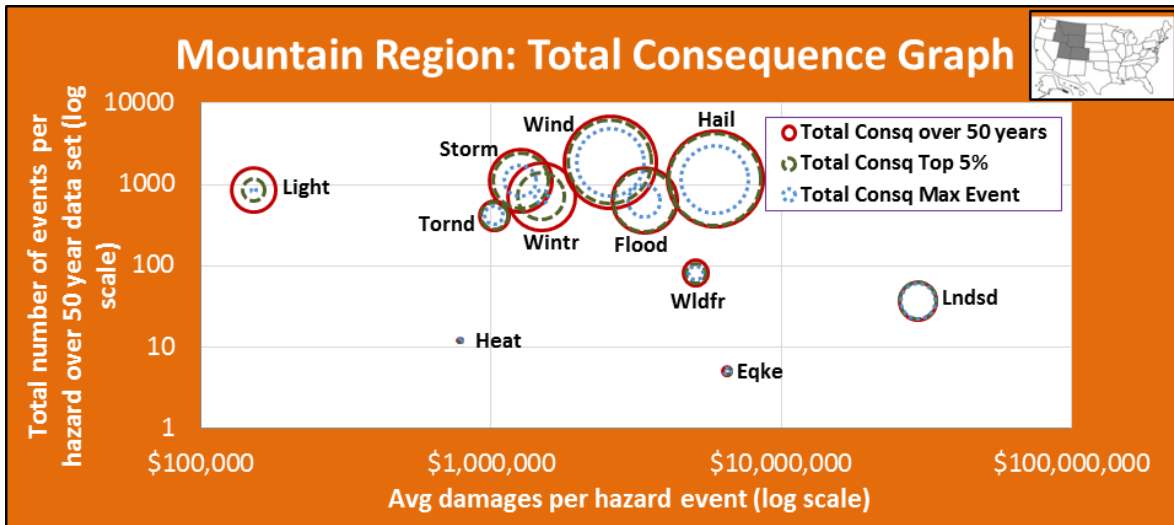 Mountain Region: Total Consequence Graph
Total number of events per
hazard over 50 year data set (log
scale)
10000
1000
100
10
1
Wind
Hail
Storm
Light
Tornd
Wintr
Flood
Wldfr
Lndsd
Heat
Eqke
Total Consq over 50 years
Total Consq Top 5%
Total Consq Max Event
$100,000
$1,000,000
$10,000,000
$100,000,000
Avg damages per hazard event (log scale)